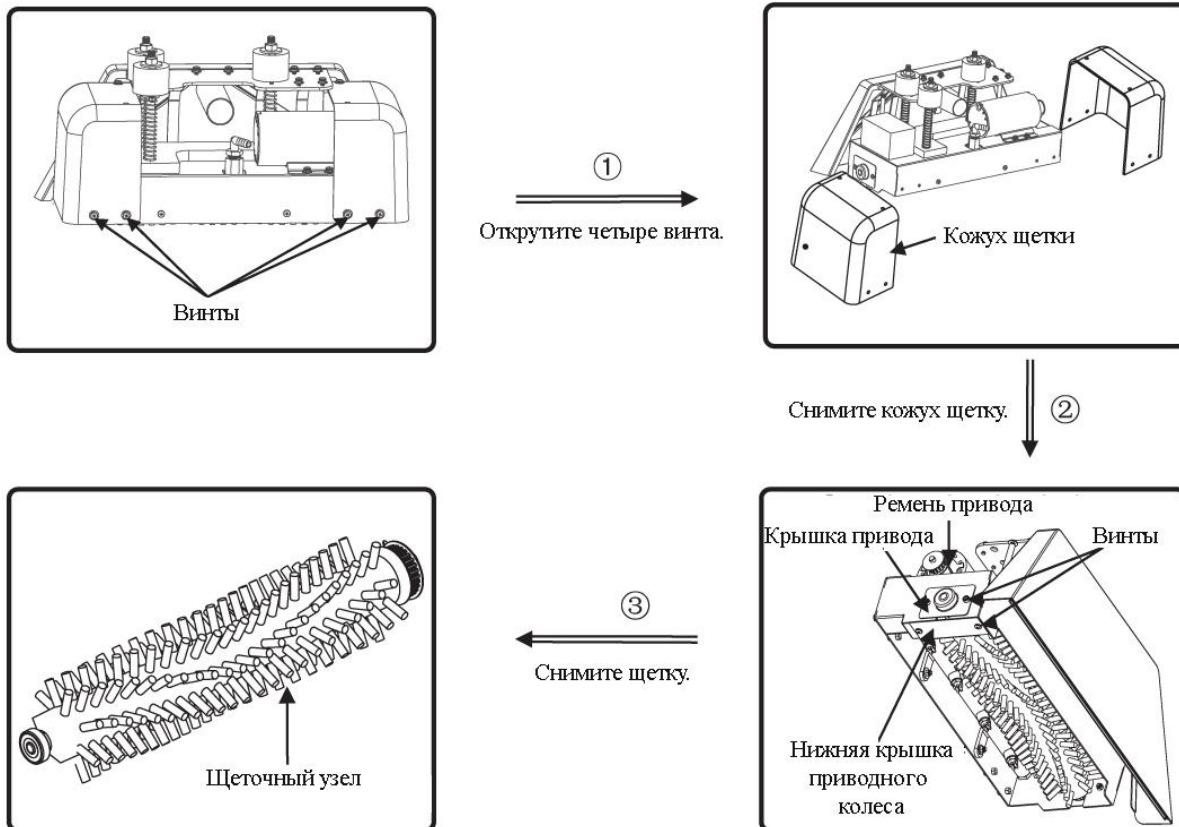 Винты
①
Открутите четыре винта.
Кожух щетки
Снимите кожух щетку.
②
Ремень привода
Крышка привода
Винты
Нижняя крышка
приводного
колеса
③
Снимите щетку.
Щеточный узел